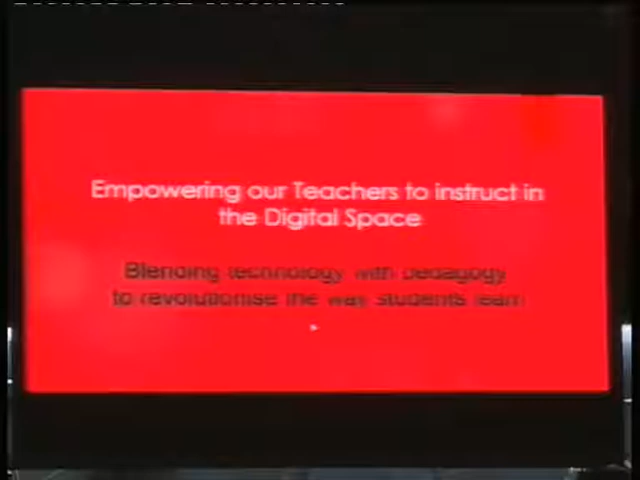 Empowering our Teachers to instruct in
the Digital Space
Blending technology with pedagogy
to revolutionise the way students learn